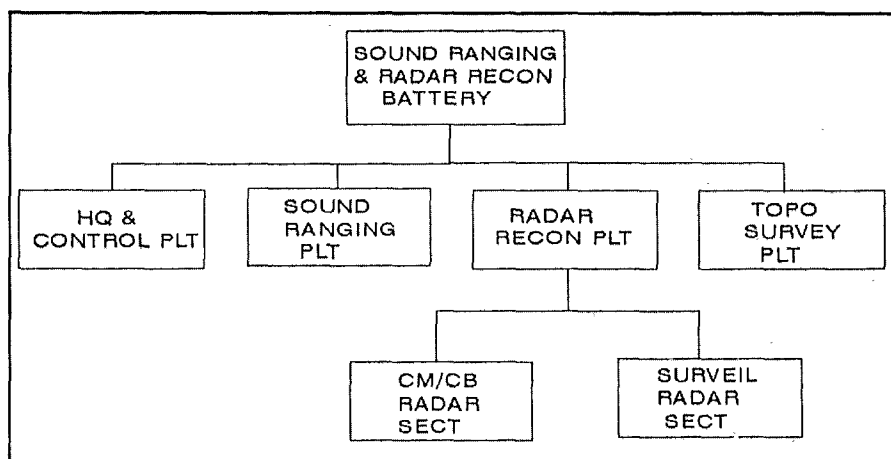 SOUND RANGING
& RADAR RECON
BATTERY
HQ &
CONTROL PLT
SOUND
RANGING
PLT
RADAR
RECON PLT
TOPO
SURVEY
PLT
CM/CB
RADAR
SECT
SURVEIL
RADAR
SECT